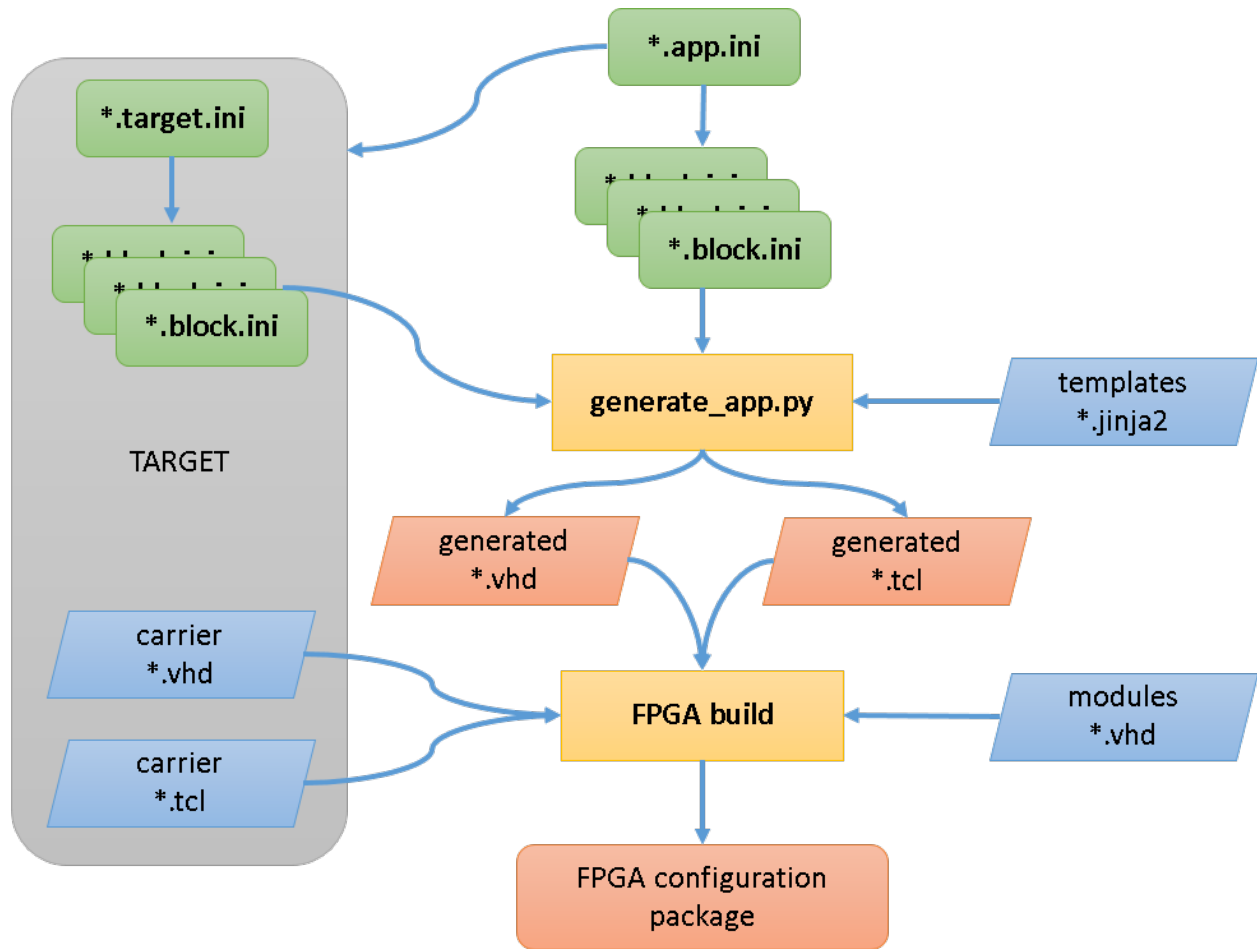 *.app.ini
*.target.ini
*.block.ini
*.block.ini
generate_app.py
templates
*.jinja2
TARGET
generated
*.vhd
generated
*.tcl
carrier
*.vhd
FPGA build
modules
*.vhd
carrier
*.tcl
FPGA configuration
package